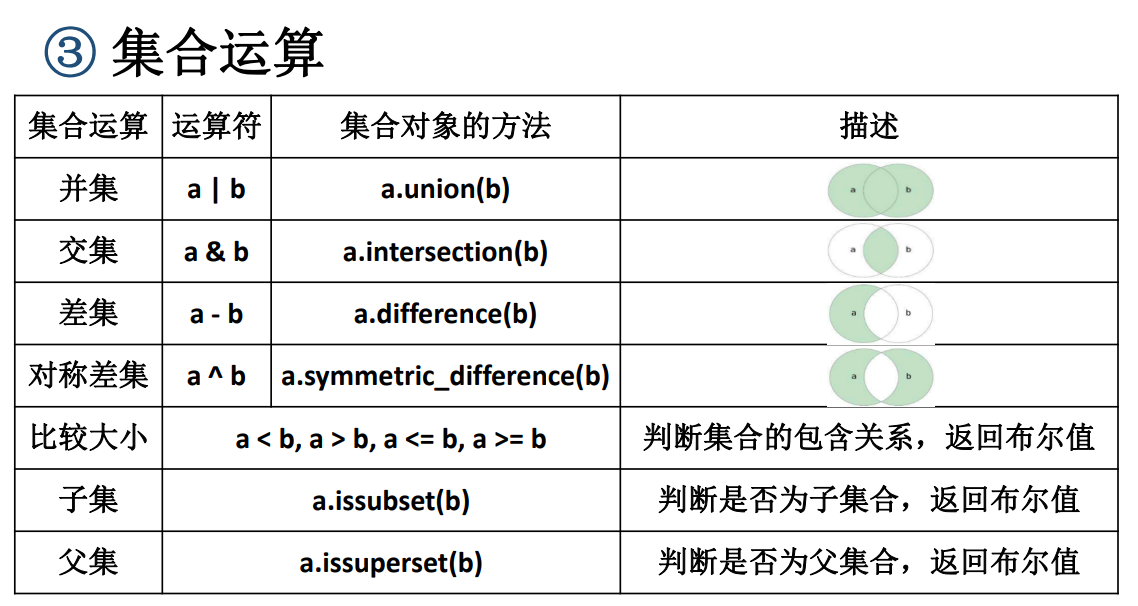 ③ 集合运算
集合运算 运算符 集合对象的方法 描述
并集 a | b a.union(b) a b
交集 a & b a.intersection(b) a b
差集 a - b a.difference(b) a b
对称差集 a ^ b a.symmetric_difference(b) a b
比较大小 a < b, a > b, a <= b, a >= b 判断集合的包含关系，返回布尔值
子集 a.issubset(b) 判断是否为子集合，返回布尔值
父集 a.issuperset(b) 判断是否为父集合，返回布尔值